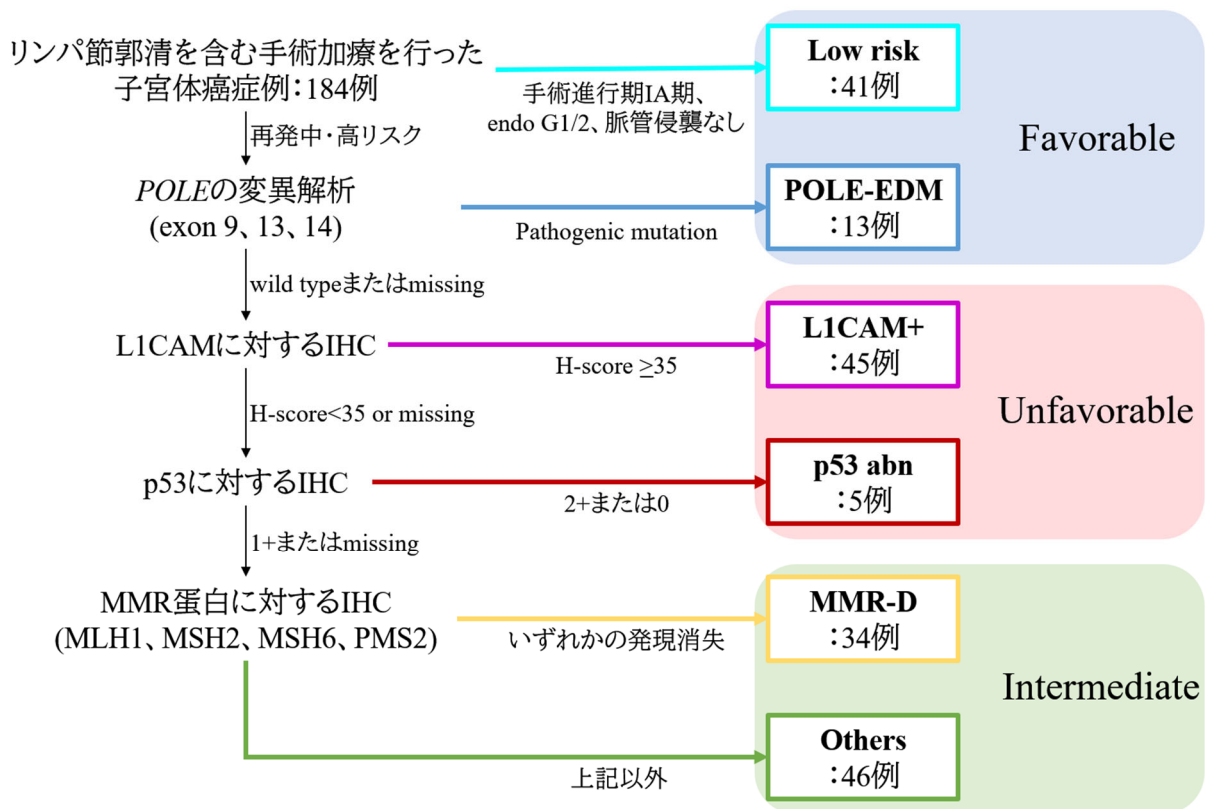 リンパ節郭清を含む手術加療を行った
子宮体癌症例：184例
手術進行期IA期、
endo G1/2、脈管侵襲なし
Low risk
：41例
Favorable
再発中・高リスク
POLEの変異解析
(exon 9、13、14)
Pathogenic mutation
POLE-EDM
：13例
wild typeまたはmissing
L1CAMに対するIHC
H-score ≥35
L1CAM+
：45例
Unfavorable
H-score<35 or missing
p53に対するIHC
2+または0
p53 abn
：5例
1+またはmissing
MMR蛋白に対するIHC
(MLH1、MSH2、MSH6、PMS2)
いずれかの発現消失
MMR-D
：34例
Intermediate
上記以外
Others
：46例